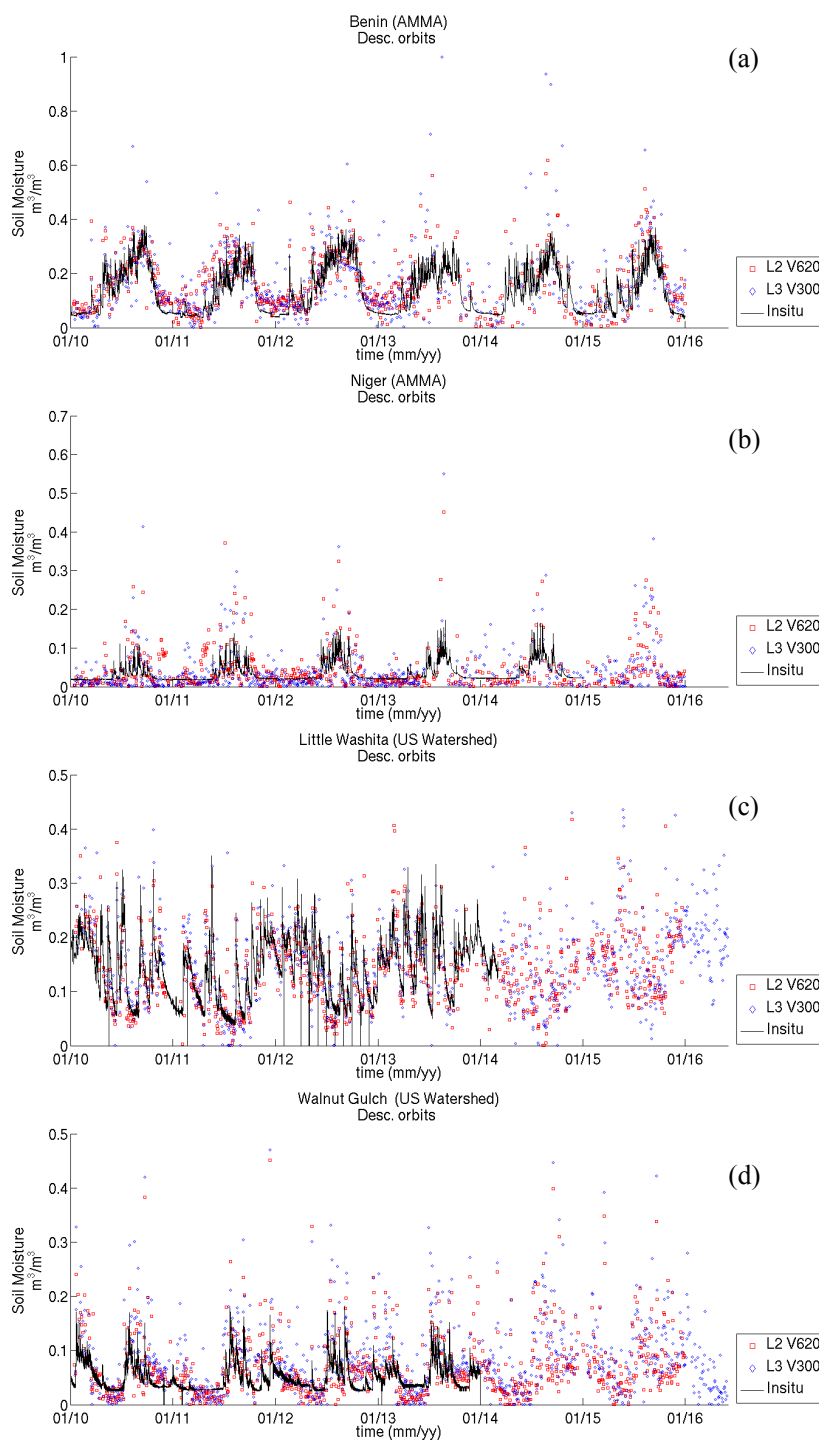 Benin (AMMA)
Desc. orbits
(a)
Soil Moisture
m³/m³
1
0.8
0.6
0.4
0.2
0
01/10 01/11 01/12 01/13 01/14 01/15 01/16
time (mm/yy)
L2 V620
L3 V300
Insitu
Niger (AMMA)
Desc. orbits
(b)
Soil Moisture
m³/m³
0.7
0.6
0.5
0.4
0.3
0.2
0.1
0
01/10 01/11 01/12 01/13 01/14 01/15 01/16
time (mm/yy)
L2 V620
L3 V300
Insitu
Little Washita (US Watershed)
Desc. orbits
(c)
Soil Moisture
m³/m³
0.5
0.4
0.3
0.2
0.1
0
01/10 01/11 01/12 01/13 01/14 01/15 01/16
time (mm/yy)
L2 V620
L3 V300
Insitu
Walnut Gulch (US Watershed)
Desc. orbits
(d)
Soil Moisture
m³/m³
0.5
0.4
0.3
0.2
0.1
0
01/10 01/11 01/12 01/13 01/14 01/15 01/16
time (mm/yy)
L2 V620
L3 V300
Insitu